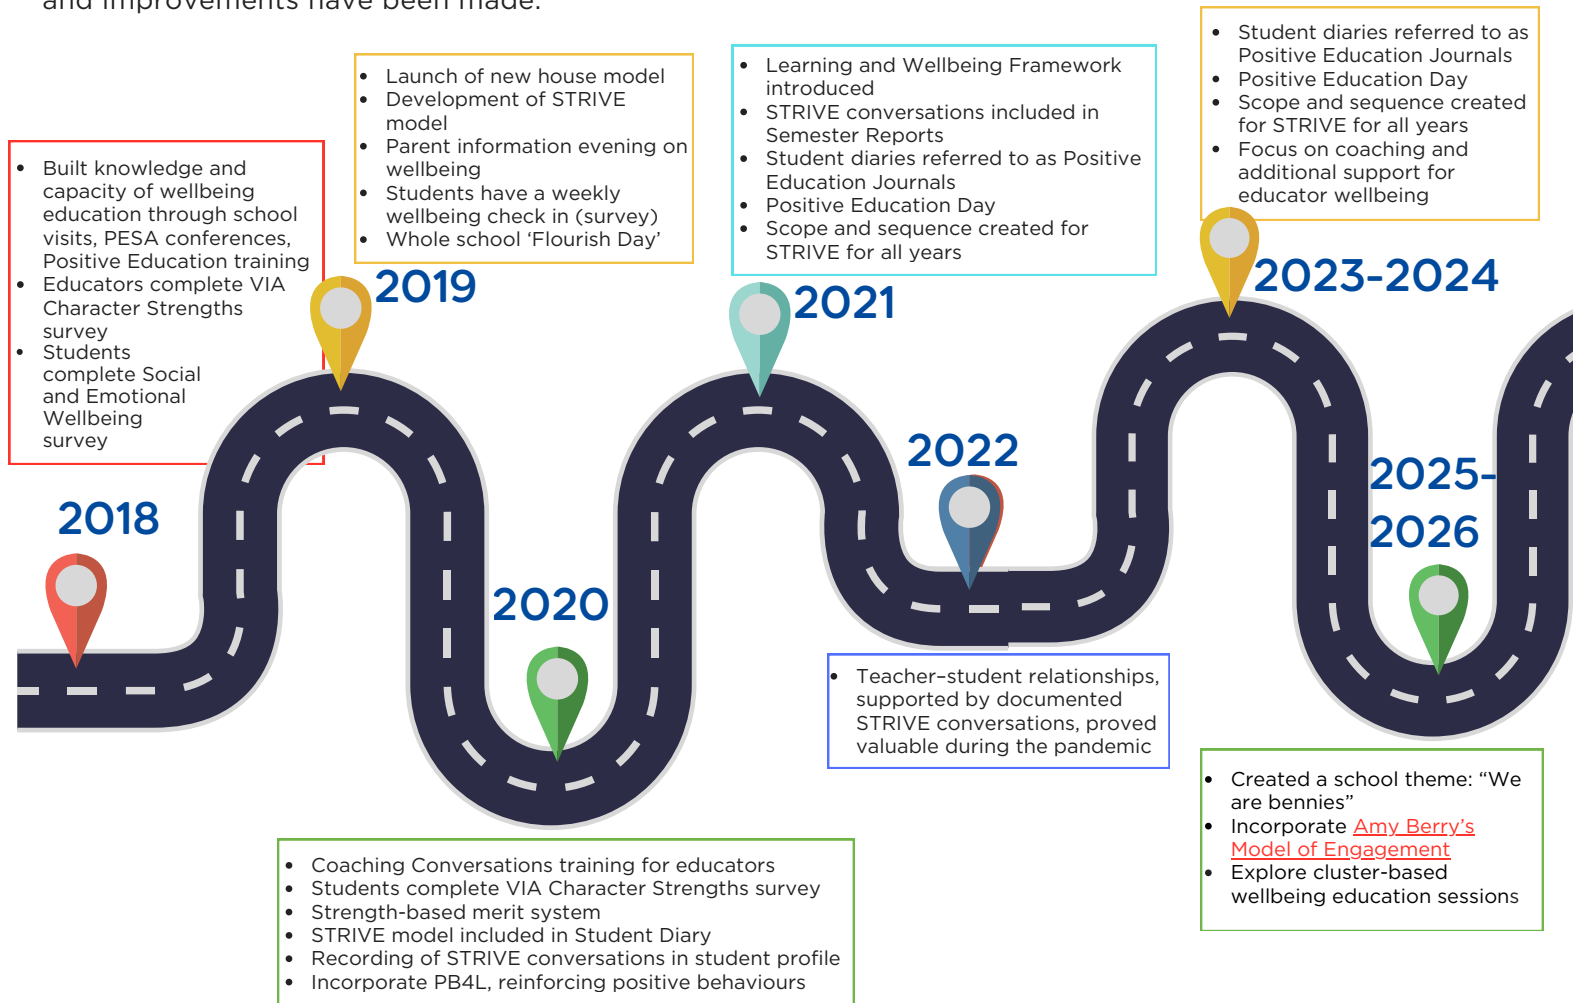 and improvements have been made.
• Built knowledge and
capacity of wellbeing
education through school
visits, PESA conferences,
Positive Education training
• Educators complete VIA
Character Strengths
survey
• Students
complete Social
and Emotional
Wellbeing
survey
2018
• Launch of new house model
• Development of STRIVE
model
• Parent information evening on
wellbeing
• Students have a weekly
wellbeing check in (survey)
• Whole school ‘Flourish Day’
2019
2020
• Coaching Conversations training for educators
• Students complete VIA Character Strengths survey
• Strength-based merit system
• STRIVE model included in Student Diary
• Recording of STRIVE conversations in student profile
• Incorporate PB4L, reinforcing positive behaviours
• Learning and Wellbeing Framework
introduced
• STRIVE conversations included in
Semester Reports
• Student diaries referred to as Positive
Education Journals
• Positive Education Day
• Scope and sequence created for
STRIVE for all years
2021
2022
• Teacher–student relationships,
supported by documented
STRIVE conversations, proved
valuable during the pandemic
• Student diaries referred to as
Positive Education Journals
• Positive Education Day
• Scope and sequence created
for STRIVE for all years
• Focus on coaching and
additional support for
educator wellbeing
2023-2024
2025-
2026
• Created a school theme: “We
are bennies”
• Incorporate Amy Berry’s
Model of Engagement
• Explore cluster-based
wellbeing education sessions